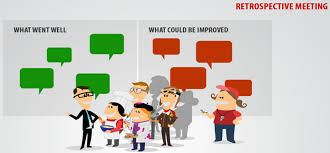 RETROSPECTIVE MEETING
WHAT WENT WELL
WHAT COULD BE IMPROVED